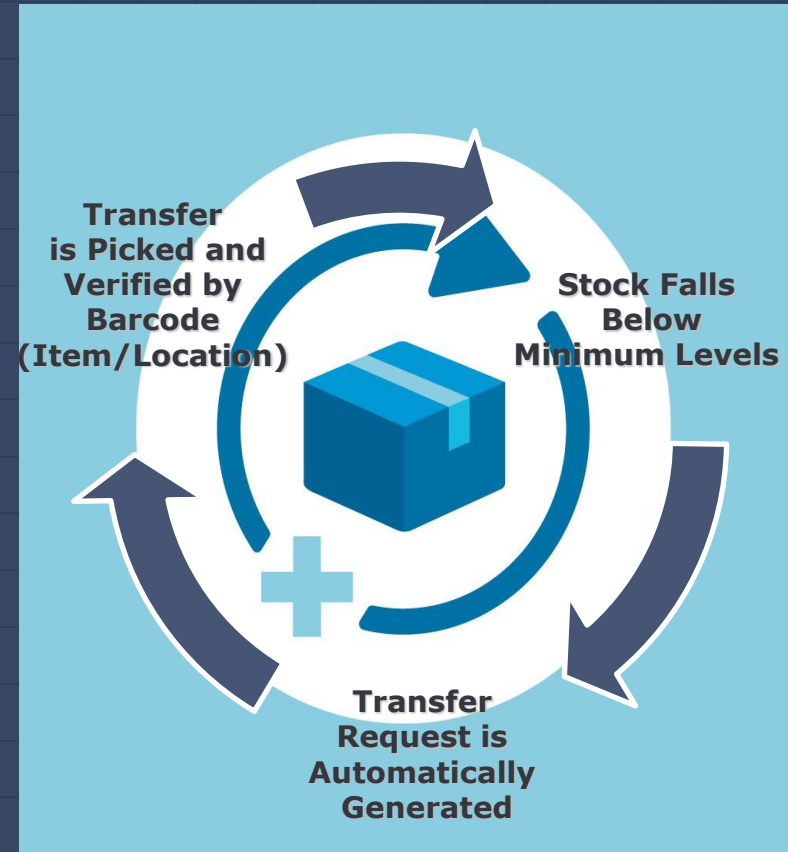 Transfer
is Picked and
Verified by
Barcode
(Item/Location)
Stock Falls
Below
Minimum Levels
Transfer
Request is
Automatically
Generated